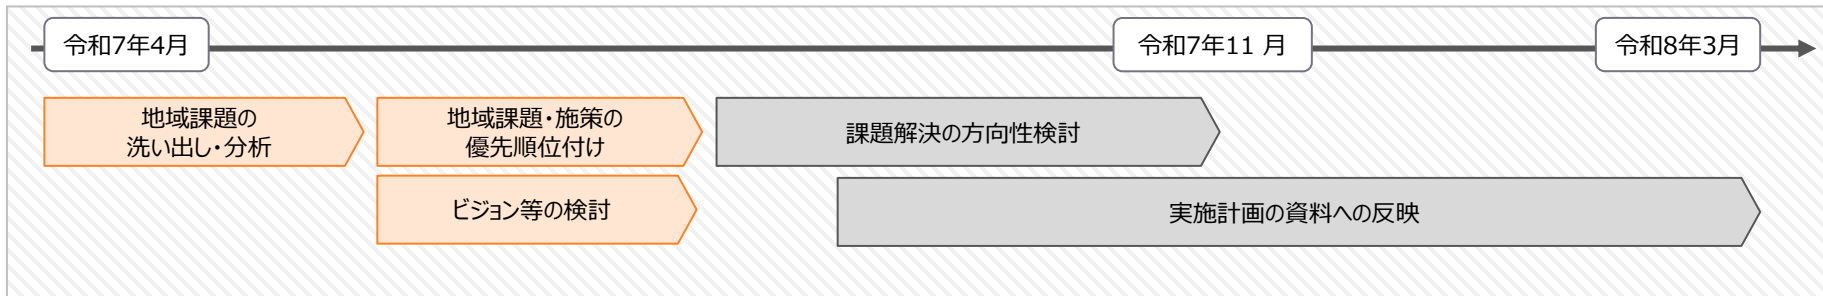 令和7年4月
令和7年11 月
令和8年3月
地域課題の
洗い出し・分析
地域課題・施策の
優先順位付け
課題解決の方向性検討
ビジョン等の検討
実施計画の資料への反映